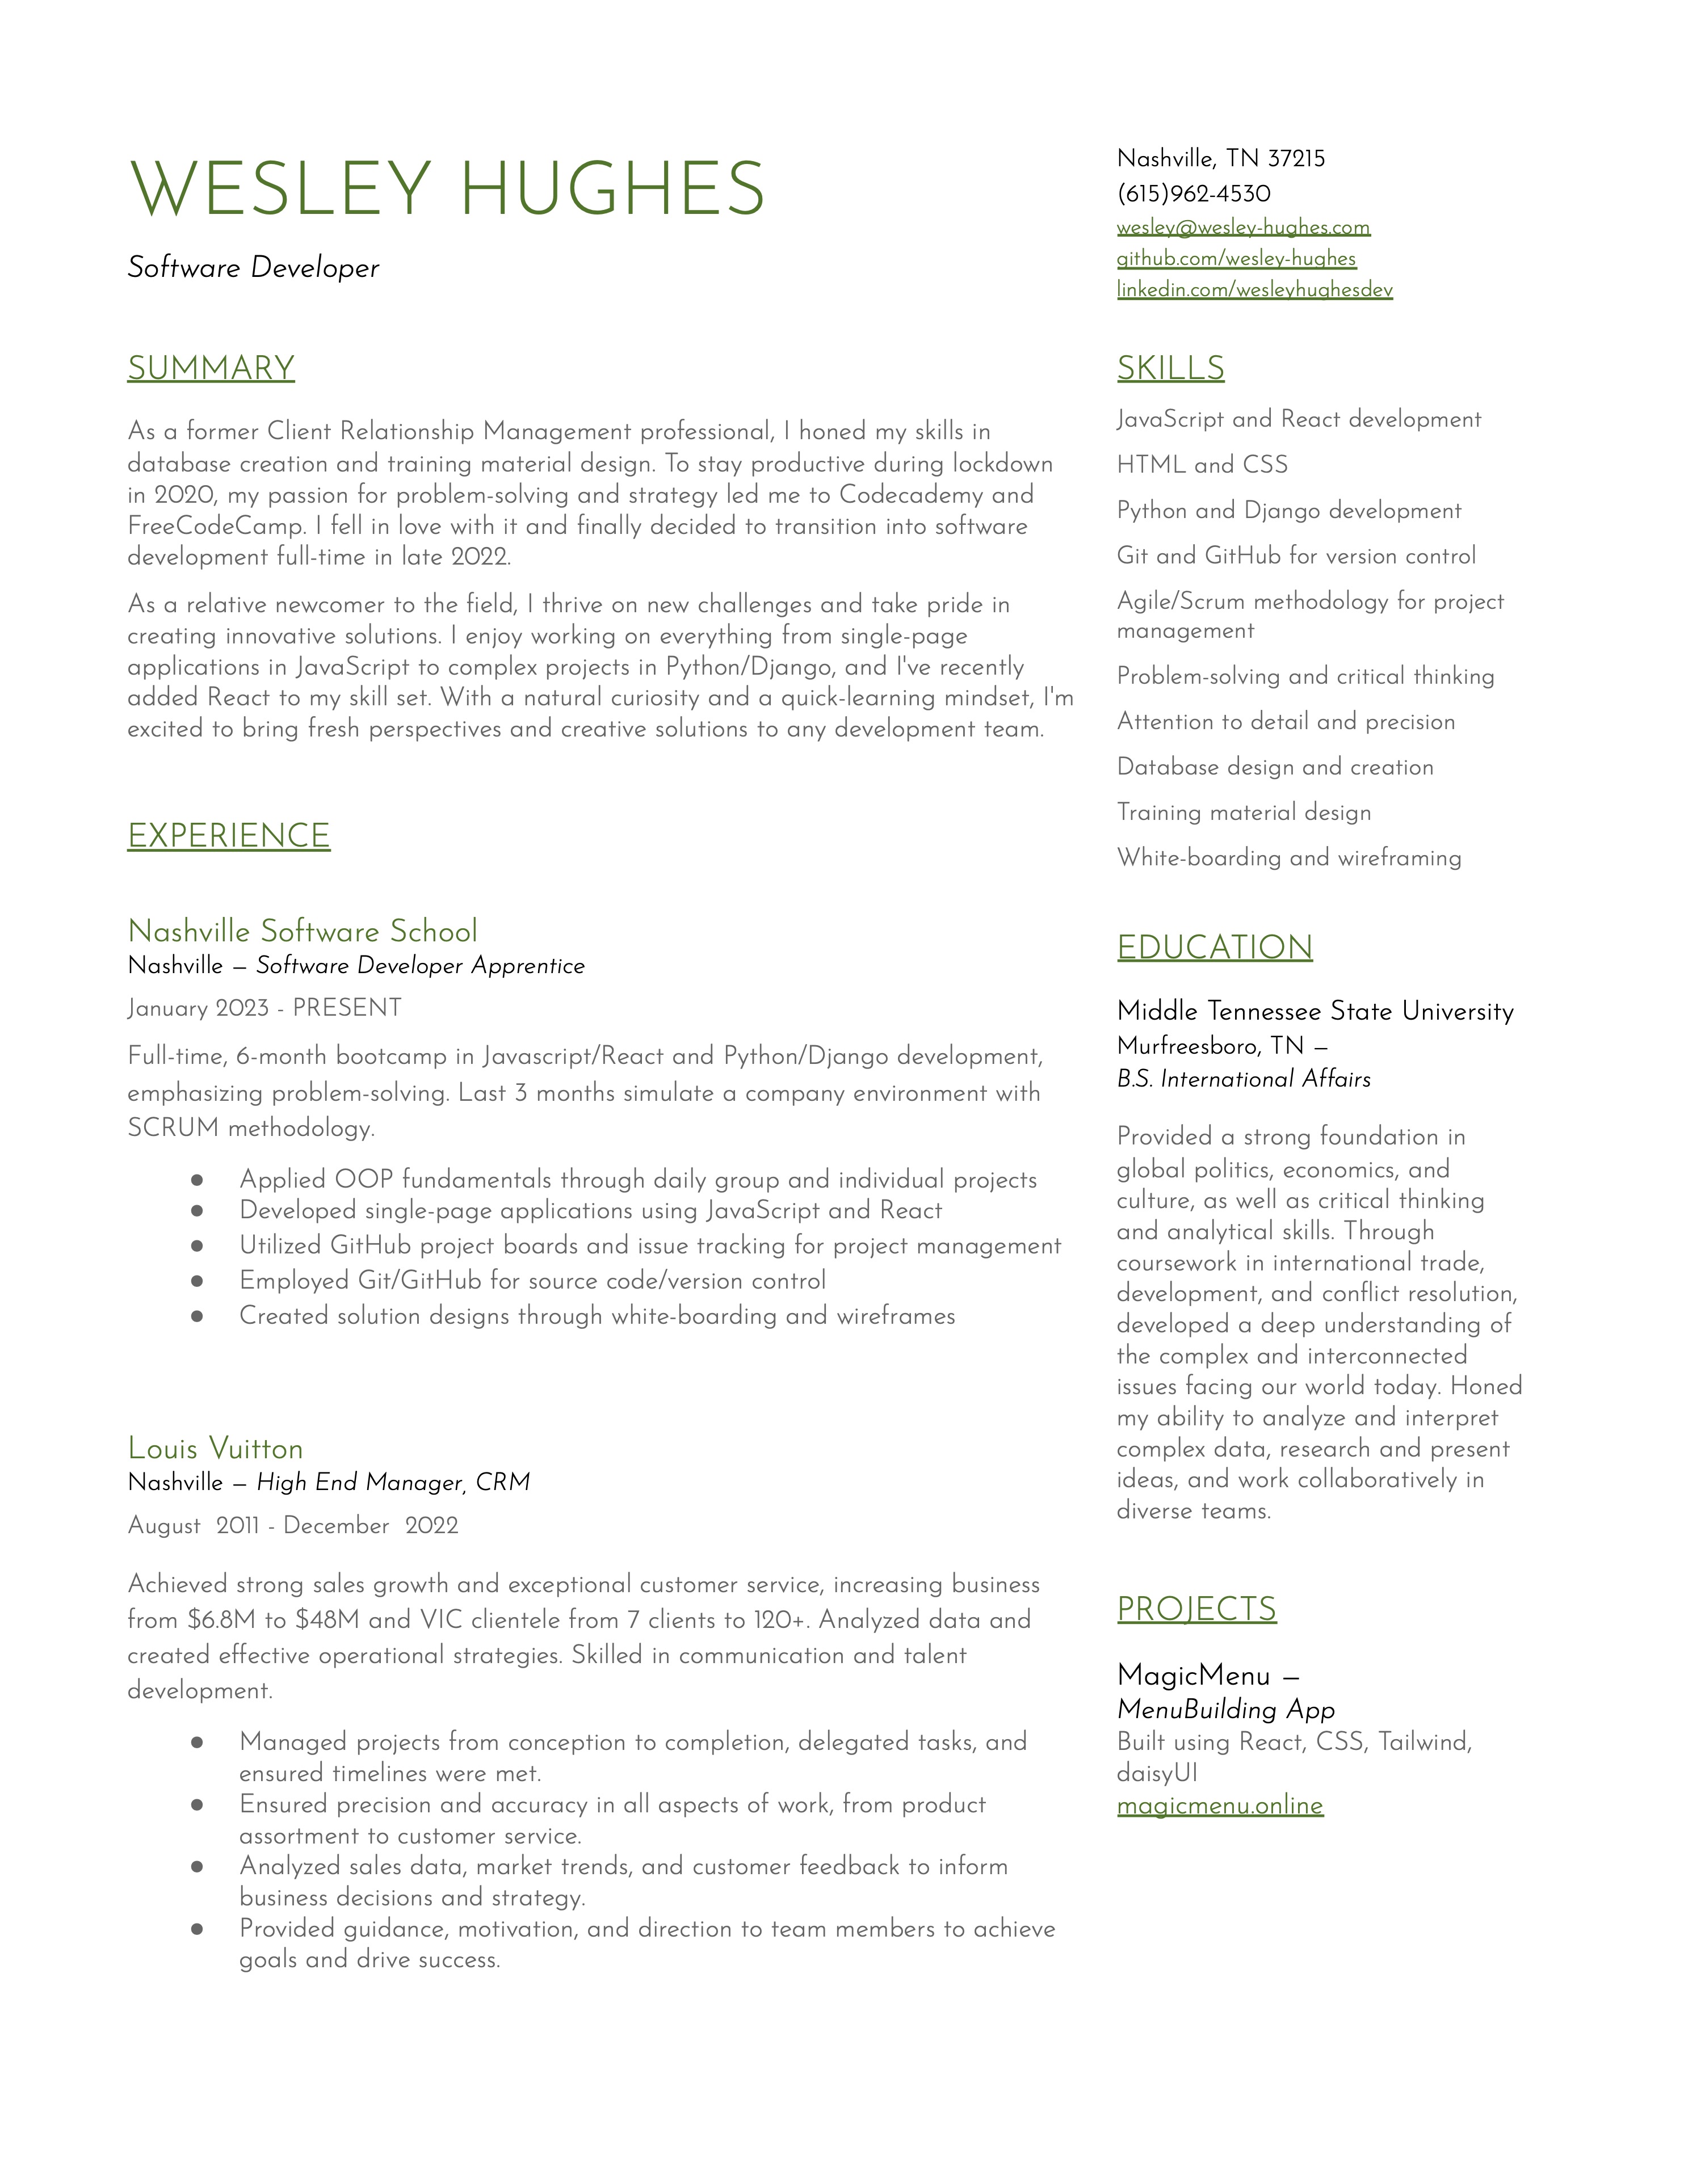 WESLEY HUGHES
Software Developer
Nashville, TN 37215
(615)962-4530
wesley@wesley-hughes.com
github.com/wesley-hughes
linkedin.com/wesleyhughesdev
SUMMARY
As a former Client Relationship Management professional, I honed my skills in
database creation and training material design. To stay productive during lockdown
in 2020, my passion for problem-solving and strategy led me to Codecademy and
FreeCodeCamp. I fell in love with it and finally decided to transition into software
development full-time in late 2022.
As a relative newcomer to the field, I thrive on new challenges and take pride in
creating innovative solutions. I enjoy working on everything from single-page
applications in JavaScript to complex projects in Python/Django, and I've recently
added React to my skill set. With a natural curiosity and a quick-learning mindset, I'm
excited to bring fresh perspectives and creative solutions to any development team.
EXPERIENCE
Nashville Software School
Nashville — Software Developer Apprentice
January 2023 - PRESENT
Full-time, 6-month bootcamp in Javascript/React and Python/Django development,
emphasizing problem-solving. Last 3 months simulate a company environment with
SCRUM methodology.
● Applied OOP fundamentals through daily group and individual projects
● Developed single-page applications using JavaScript and React
● Utilized GitHub project boards and issue tracking for project management
● Employed Git/GitHub for source code/version control
● Created solution designs through white-boarding and wireframes
Louis Vuitton
Nashville — High End Manager, CRM
August 2011 - December 2022
Achieved strong sales growth and exceptional customer service, increasing business
from $6.8M to $48M and VIC clientele from 7 clients to 120+. Analyzed data and
created effective operational strategies. Skilled in communication and talent
development.
● Managed projects from conception to completion, delegated tasks, and
ensured timelines were met.
● Ensured precision and accuracy in all aspects of work, from product
assortment to customer service.
● Analyzed sales data, market trends, and customer feedback to inform
business decisions and strategy.
● Provided guidance, motivation, and direction to team members to achieve
goals and drive success.
SKILLS
JavaScript and React development
HTML and CSS
Python and Django development
Git and GitHub for version control
Agile/Scrum methodology for project
management
Problem-solving and critical thinking
Attention to detail and precision
Database design and creation
Training material design
White-boarding and wireframing
EDUCATION
Middle Tennessee State University
Murfreesboro, TN —
B.S. International Affairs
Provided a strong foundation in
global politics, economics, and
culture, as well as critical thinking
and analytical skills. Through
coursework in international trade,
development, and conflict resolution,
developed a deep understanding of
the complex and interconnected
issues facing our world today. Honed
my ability to analyze and interpret
complex data, research and present
ideas, and work collaboratively in
diverse teams.
PROJECTS
MagicMenu —
MenuBuilding App
Built using React, CSS, Tailwind,
daisyUI
magicmenu.online